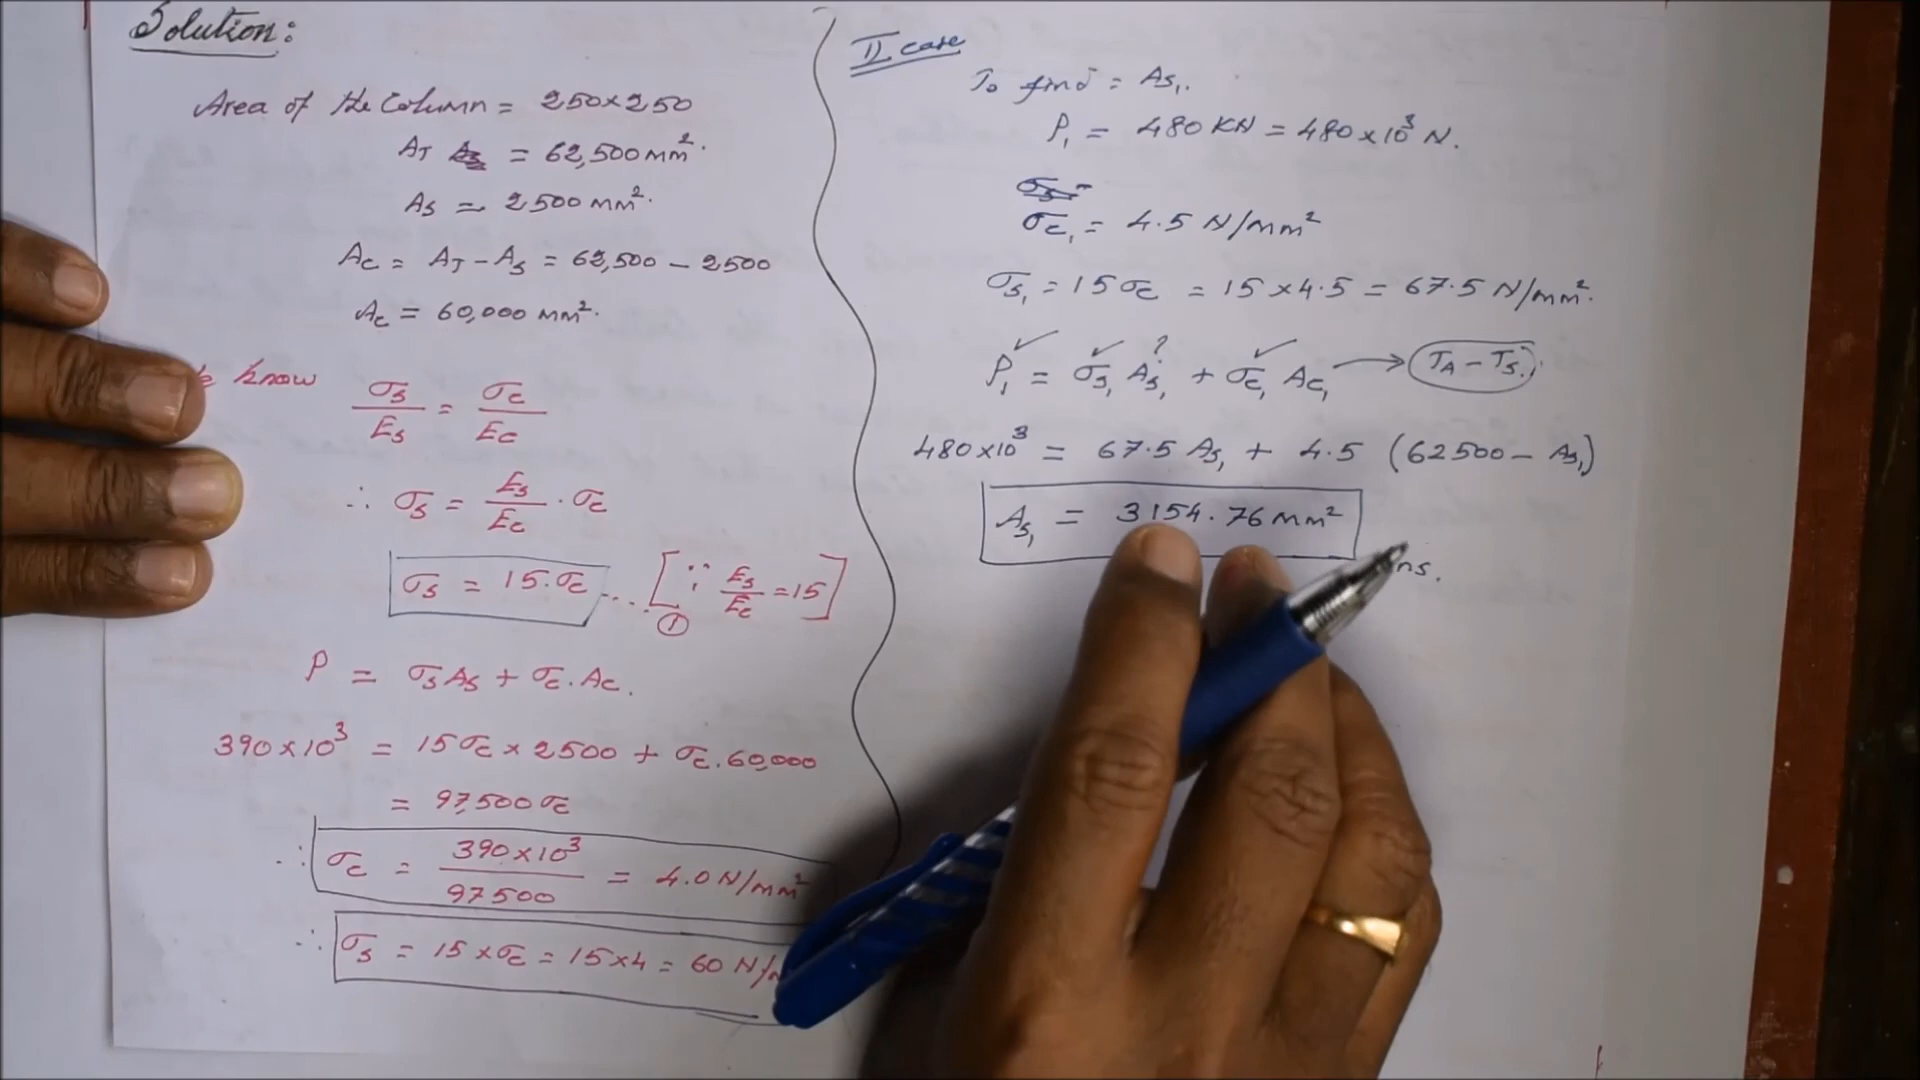 Solution:
Area of the Column = 250×250
AT = 62,500 mm².
As = 2500 mm².
Ac = AT - As = 62,500 - 2500
Ac = 60,000 mm².
know
σs/Es = σc/Ec
∴ σs = Es/Ec · σc
σs = 15.σc .... [∵ Es/Ec = 15]
①
P = σs As + σc. Ac.
390×10³ = 15σc × 2500 + σc. 60,000
= 97,500 σc
∴ σc = 390×10³/97500 = 4.0 N/mm²
∴ σs = 15 × σc = 15×4 = 60 N/
II case
To find = As₁.
P₁ = 480 KN = 480×10³ N.
σc₁ = 4.5 N/mm²
σs₁ = 15σc = 15×4.5 = 67.5 N/mm².
✓ ✓ ? ✓
P₁ = σs₁ As₁ + σc₁ Ac₁ → TA - Ts₁
480×10³ = 67.5 As₁ + 4.5 (62500 - As₁)
As₁ = 3154.76 mm²
ns.